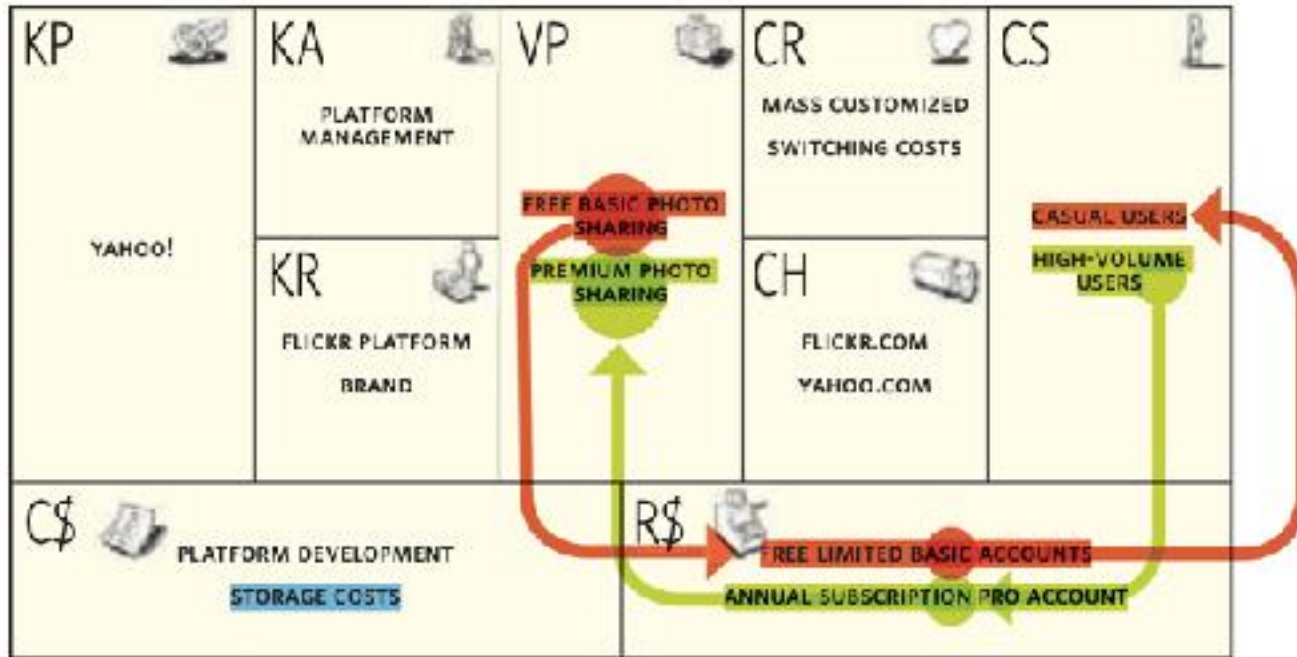 KP
YAHOO!
KA
PLATFORM
MANAGEMENT
KR
FLICKR PLATFORM
BRAND
VP
FREE BASIC PHOTO
SHARING
PREMIUM PHOTO
SHARING
CR
MASS CUSTOMIZED
SWITCHING COSTS
CH
FLICKR.COM
YAHOO.COM
CS
CASUAL USERS
HIGH-VOLUME
USERS
C$
PLATFORM DEVELOPMENT
STORAGE COSTS
R$
FREE LIMITED BASIC ACCOUNTS
ANNUAL SUBSCRIPTION PRO ACCOUNT